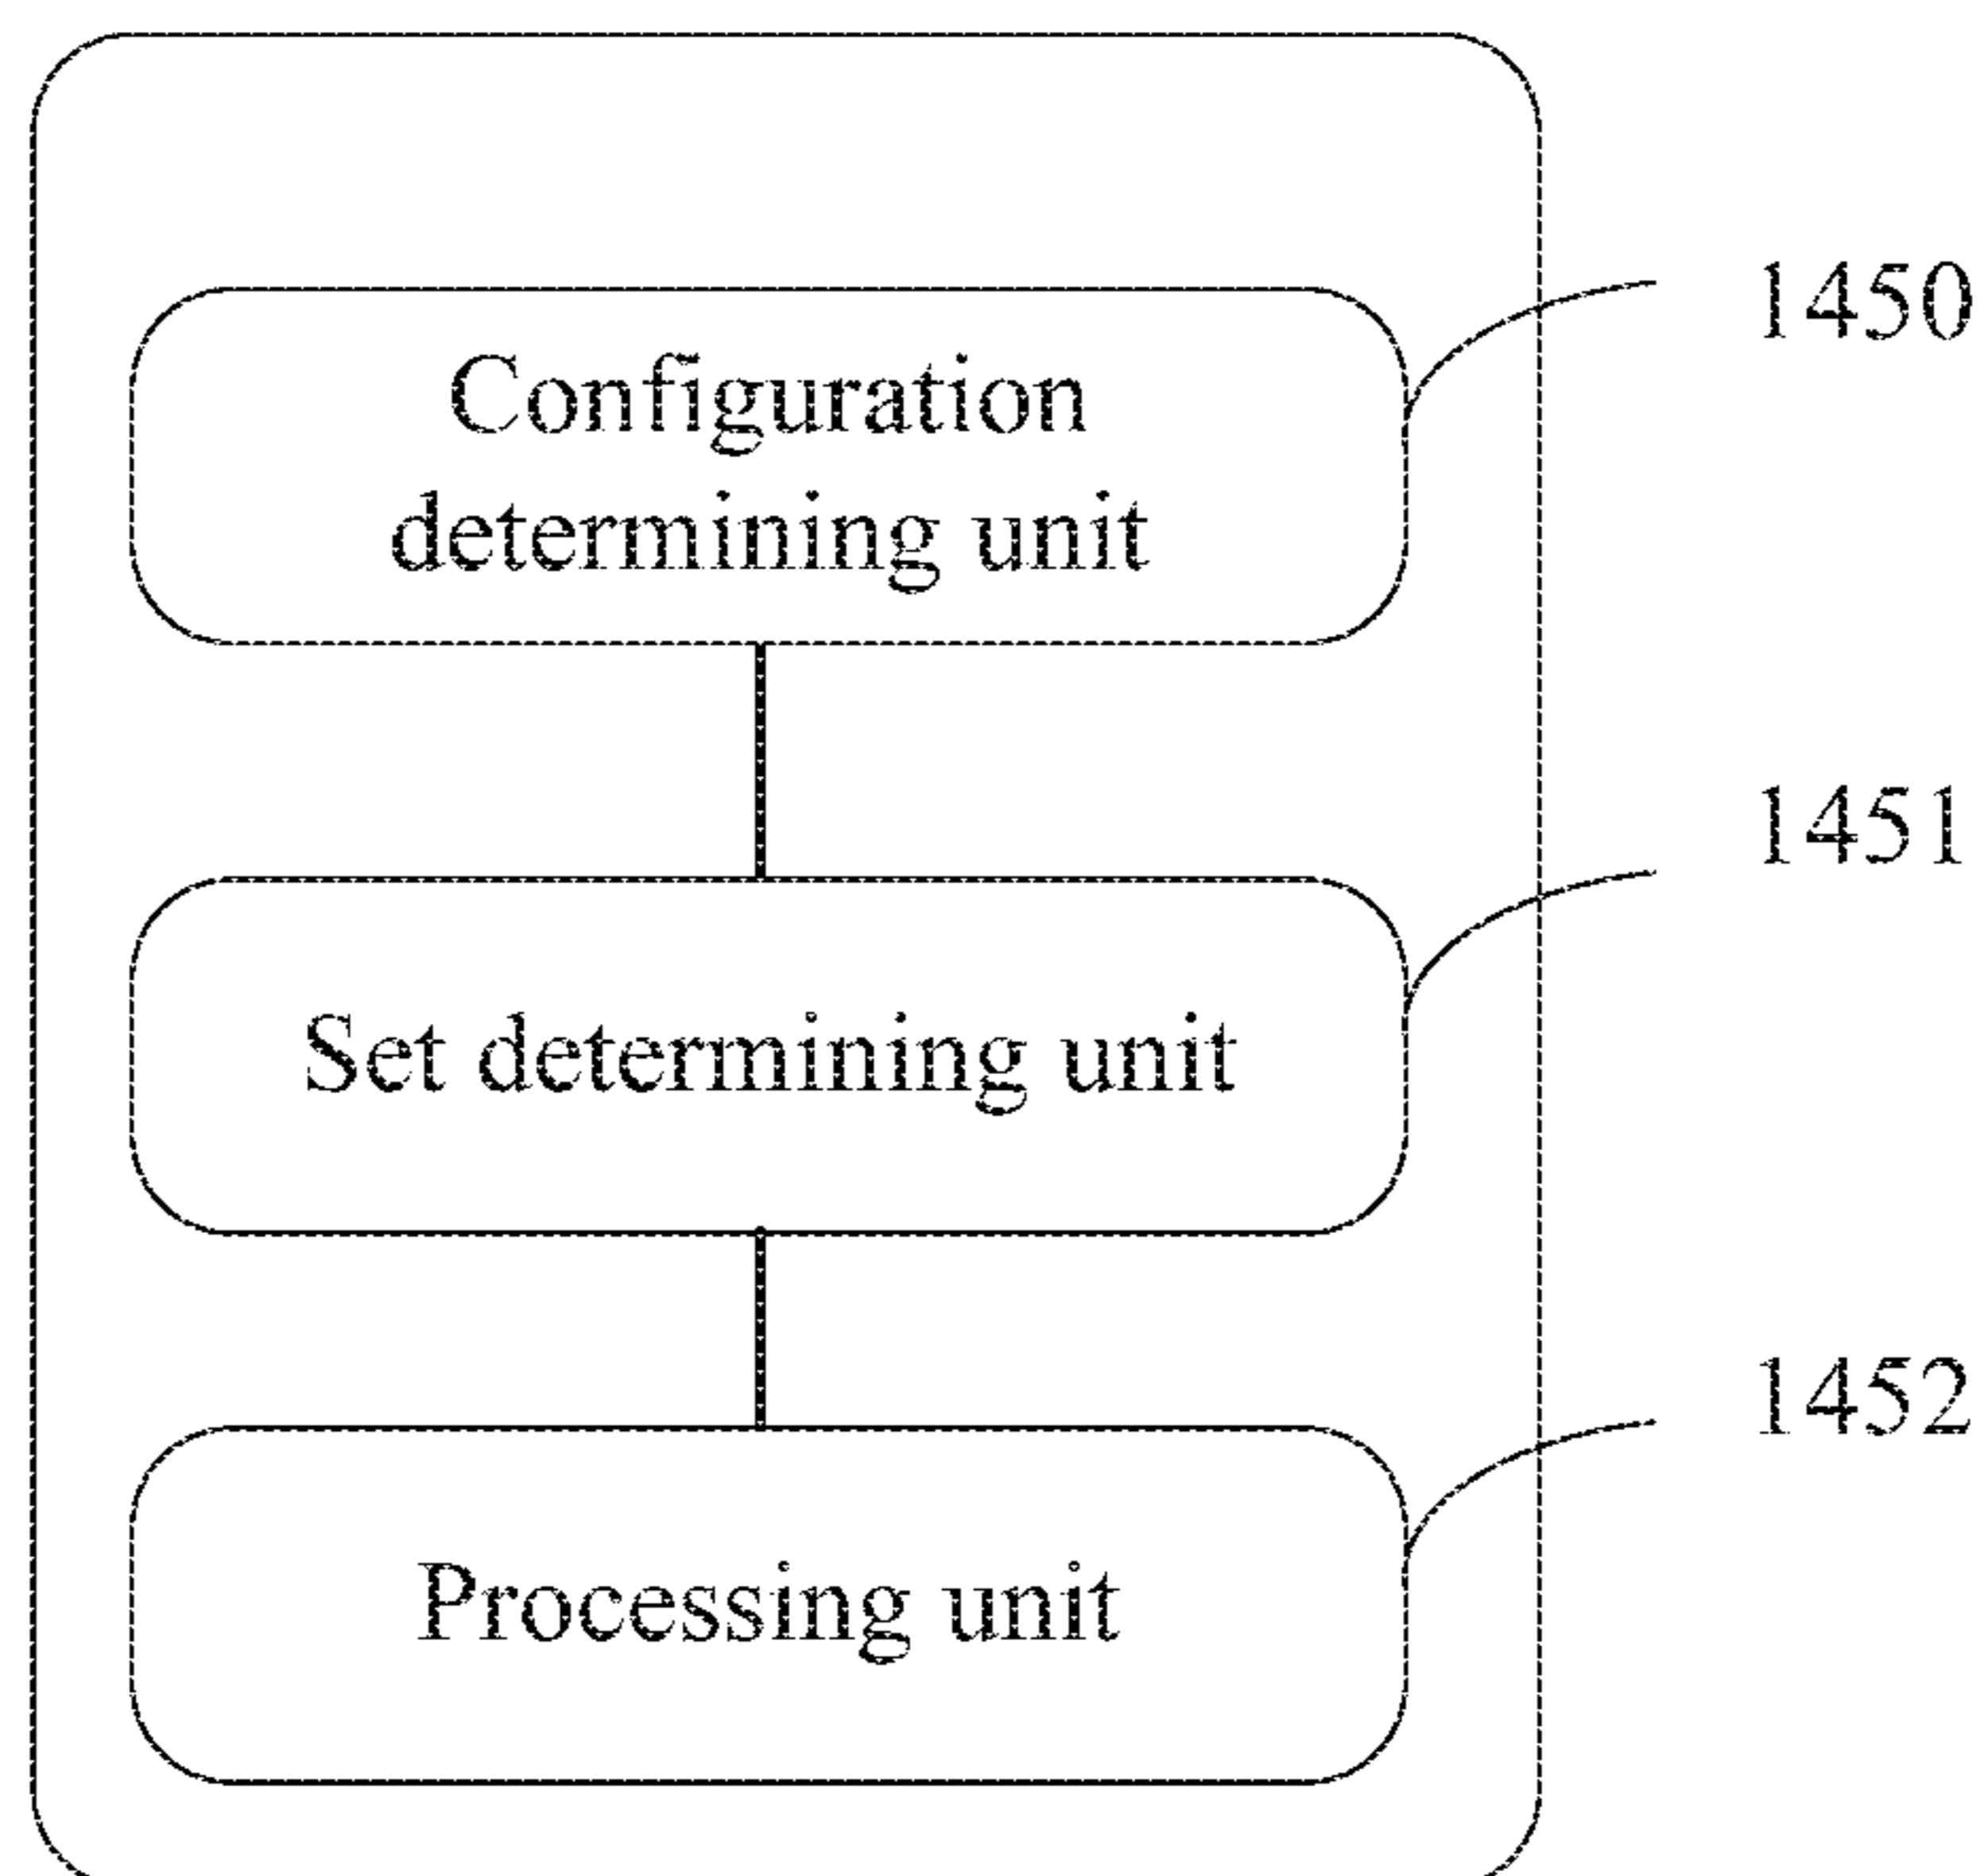 1450
Configuration
determining unit
1451
Set determining unit
1452
Processing unit